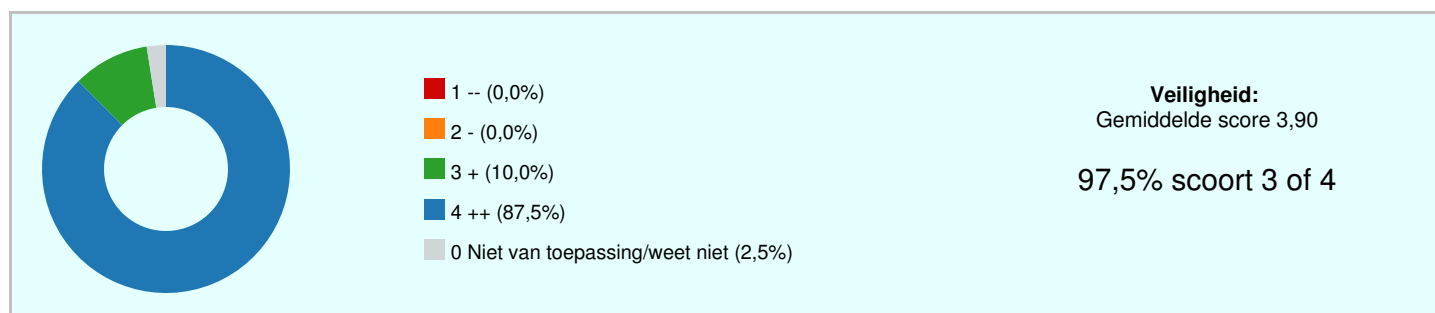 1 -- (0,0%)
2 - (0,0%)
3 + (10,0%)
4 ++ (87,5%)
0 Niet van toepassing/weet niet (2,5%)
Veiligheid:
Gemiddelde score 3,90
97,5% scoort 3 of 4